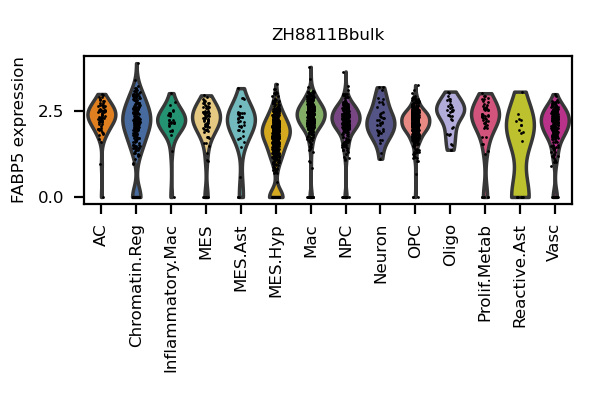 ZH8811Bbulk
FABP5 expression
2.5
0.0
AC
Chromatin.Reg
Inflammatory.Mac
MES
MES.Ast
MES.Hyp
Mac
NPC
Neuron
OPC
Oligo
Prolif.Metab
Reactive.Ast
Vasc